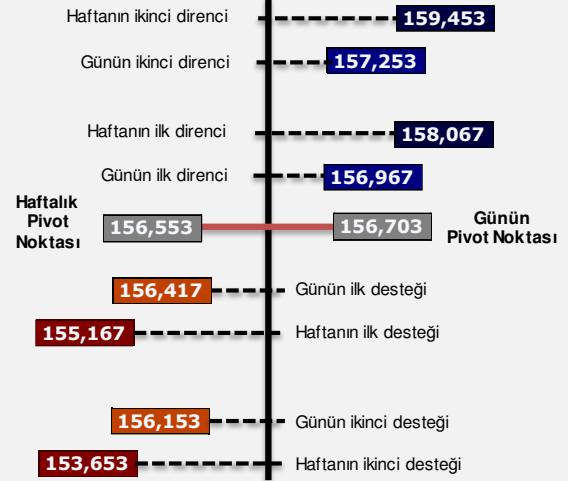 Haftanın ikinci direnci 159,453
Günün ikinci direnci 157,253
Haftanın ilk direnci 158,067
Günün ilk direnci 156,967
Haftalık
Pivot
Noktası
156,553 156,703
Günün
Pivot Noktası
156,417 Günün ilk desteği
155,167 Haftanın ilk desteği
156,153 Günün ikinci desteği
153,653 Haftanın ikinci desteği